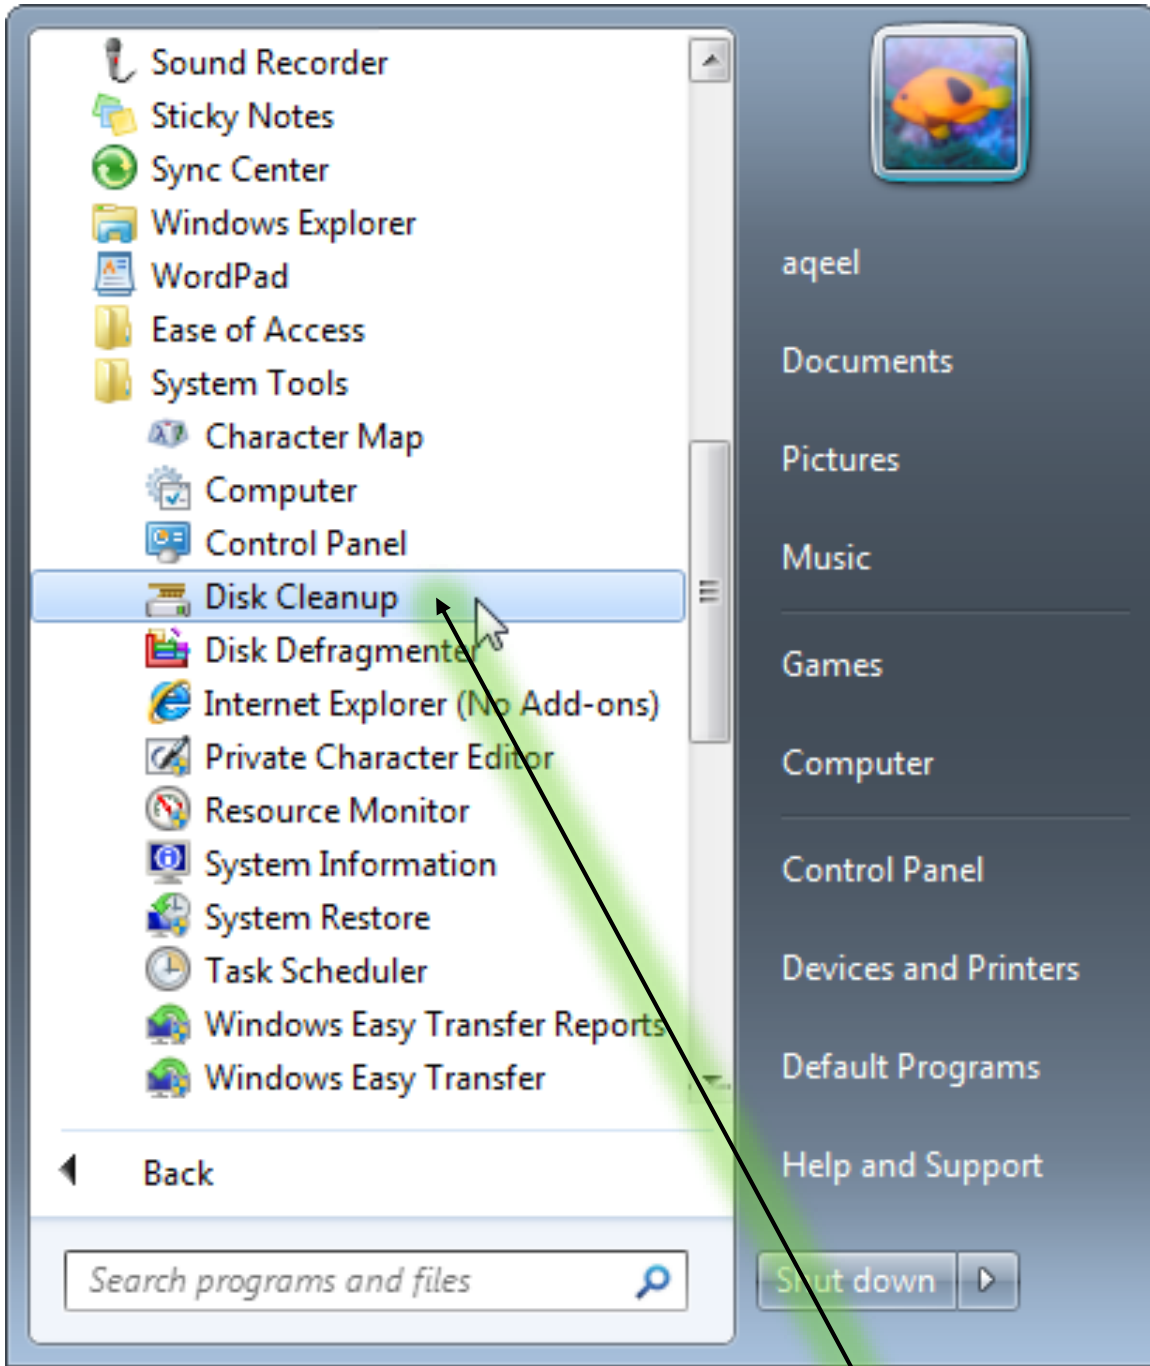 Sound Recorder
Sticky Notes
Sync Center
Windows Explorer
WordPad
Ease of Access
System Tools
Character Map
Computer
Control Panel
Disk Cleanup
Disk Defragmenter
Internet Explorer (No Add-ons)
Private Character Editor
Resource Monitor
System Information
System Restore
Task Scheduler
Windows Easy Transfer Reports
Windows Easy Transfer
Back
Search programs and files
aqeel
Documents
Pictures
Music
Games
Computer
Control Panel
Devices and Printers
Default Programs
Help and Support
Shut down